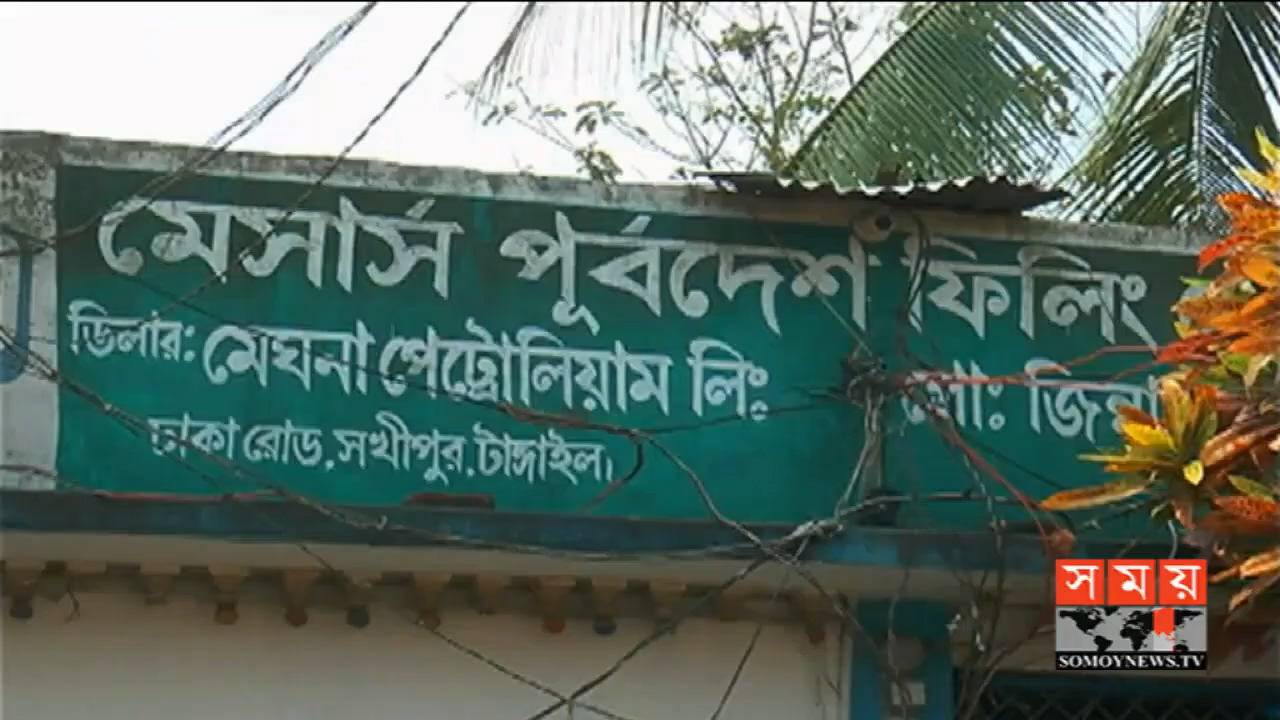 মেসার্স পূর্বদেশ ফিলিং
ডিলার: মেঘনা পেট্রোলিয়াম লিঃ
ঢাকা রোড, সখীপুর, টাঙ্গাইল।
সময়
SOMOYNEWS.TV